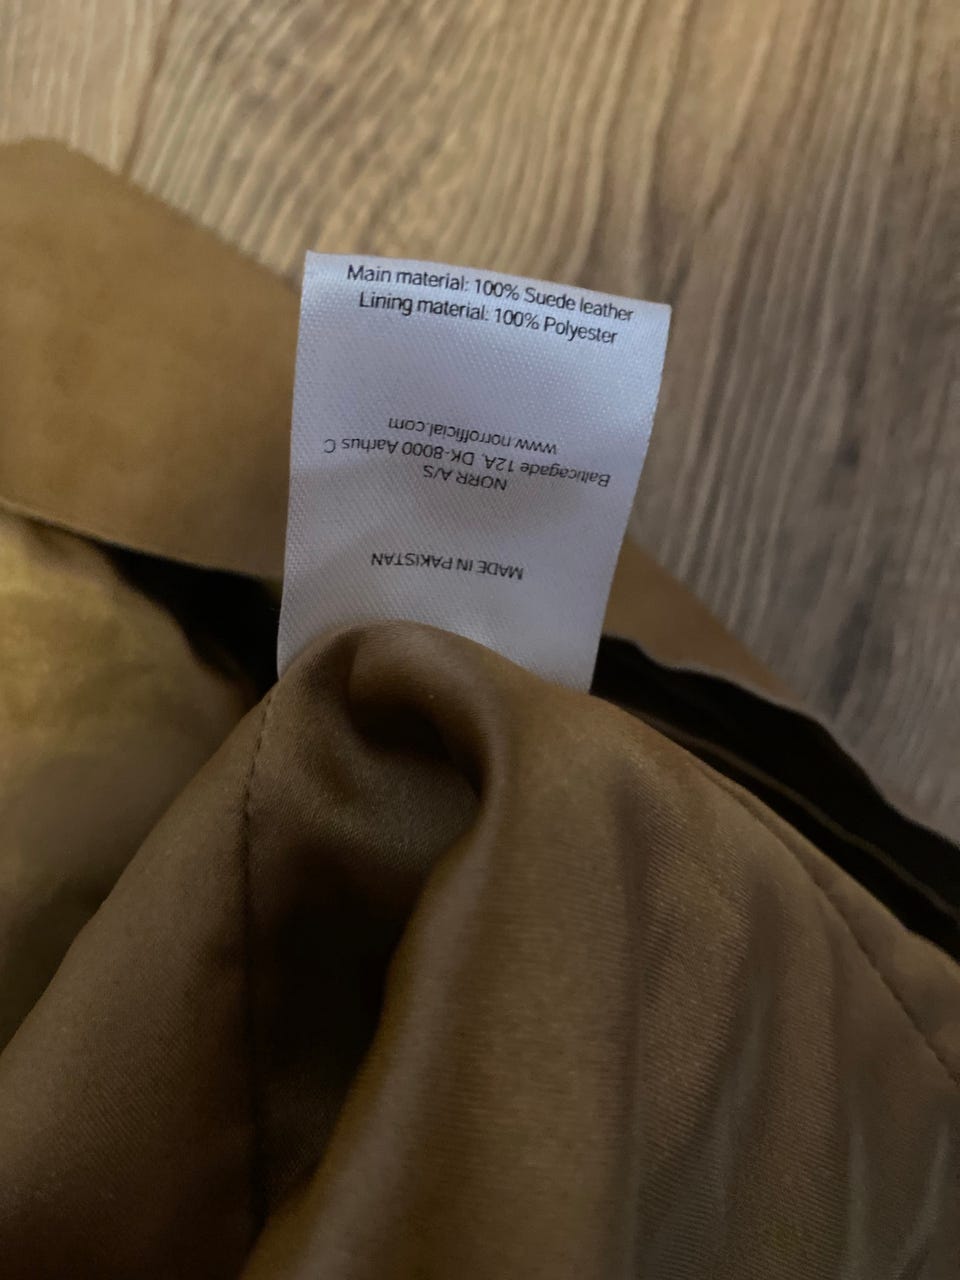 Main material: 100% Suede leather
Lining material: 100% Polyester
MADE IN PAKISTAN
NORR A/S
Balticagade 12A, DK-8000 Aarhus C
www.norrofficial.com